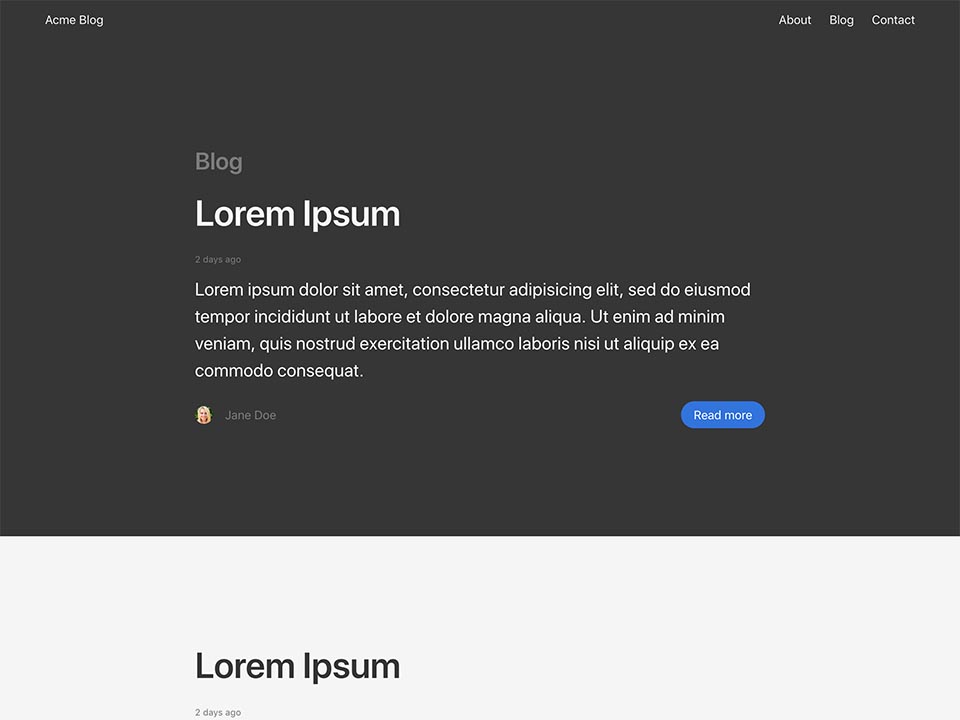 Acme Blog
About Blog Contact
Blog
Lorem Ipsum
2 days ago
Lorem ipsum dolor sit amet, consectetur adipisicing elit, sed do eiusmod
tempor incididunt ut labore et dolore magna aliqua. Ut enim ad minim
veniam, quis nostrud exercitation ullamco laboris nisi ut aliquip ex ea
commodo consequat.
Jane Doe
Read more
Lorem Ipsum
2 days ago